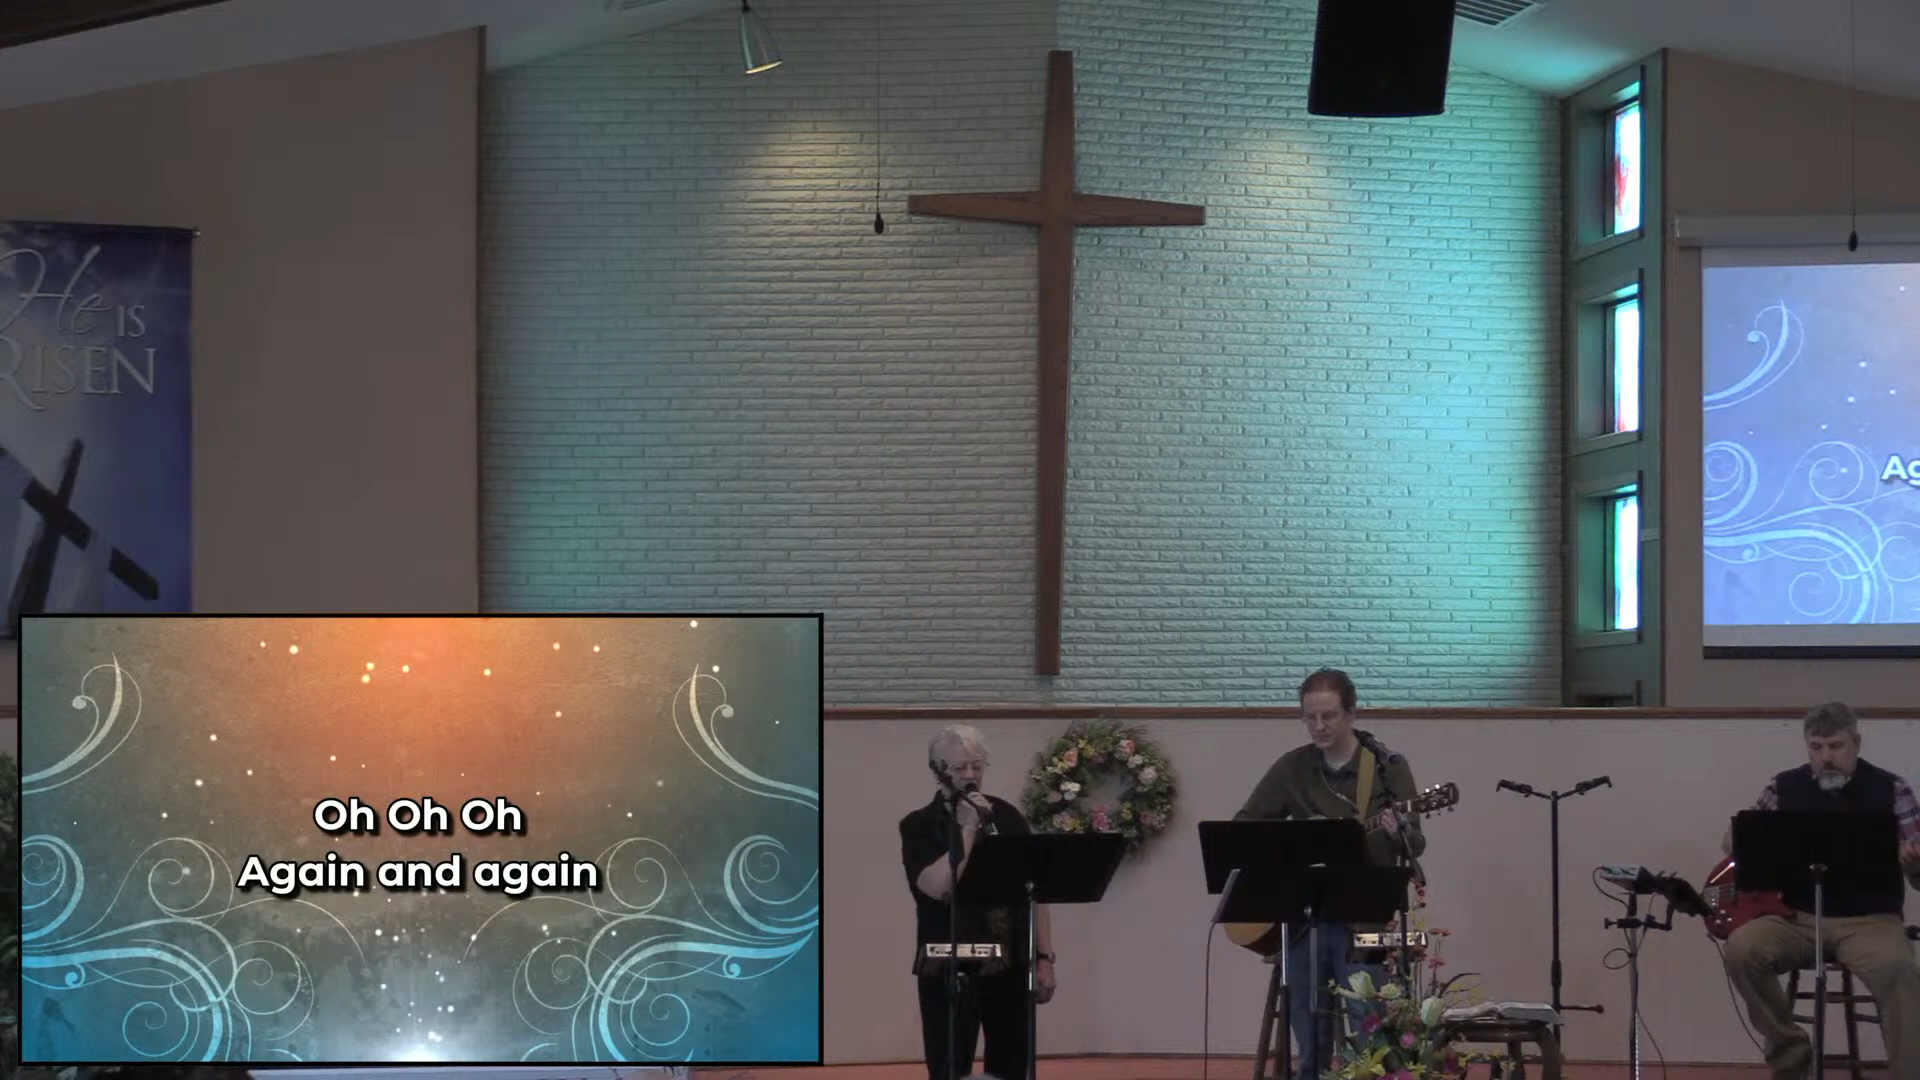 He IS
RISEN
Oh Oh Oh
Again and again
Ag